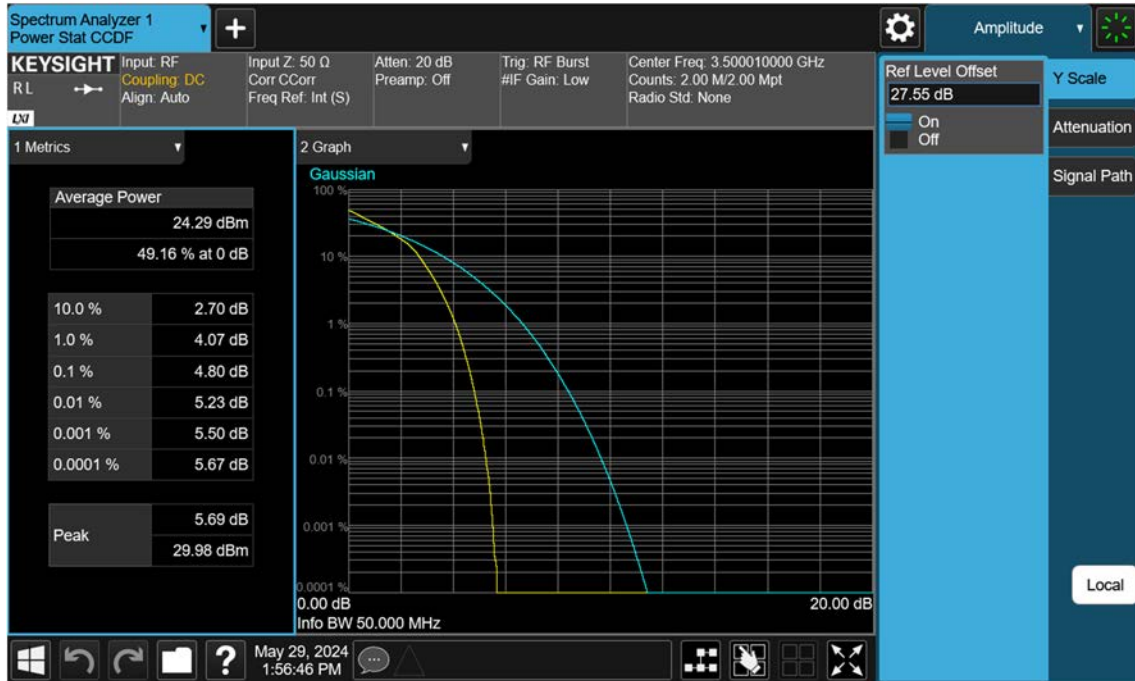 Spectrum Analyzer 1
Power Stat CCDF
Amplitude
KEYSIGHT
R L
LXI
Input: RF
Coupling: DC
Align: Auto
Input Z: 50 Ω
Corr CCorr
Freq Ref: Int (S)
Atten: 20 dB
Preamp: Off
Trig: RF Burst
#IF Gain: Low
Center Freq: 3.500010000 GHz
Counts: 2.00 M/2.00 Mpt
Radio Std: None
Ref Level Offset
27.55 dB
On
Off
Y Scale
Attenuation
Signal Path
1 Metrics
Average Power
24.29 dBm
49.16 % at 0 dB
10.0 % 2.70 dB
1.0 % 4.07 dB
0.1 % 4.80 dB
0.01 % 5.23 dB
0.001 % 5.50 dB
0.0001 % 5.67 dB
Peak
5.69 dB
29.98 dBm
2 Graph
Gaussian
100 %
10 %
1 %
0.1 %
0.01 %
0.001 %
0.0001 %
0.00 dB 20.00 dB
Info BW 50.000 MHz
Local
?
May 29, 2024
1:56:46 PM